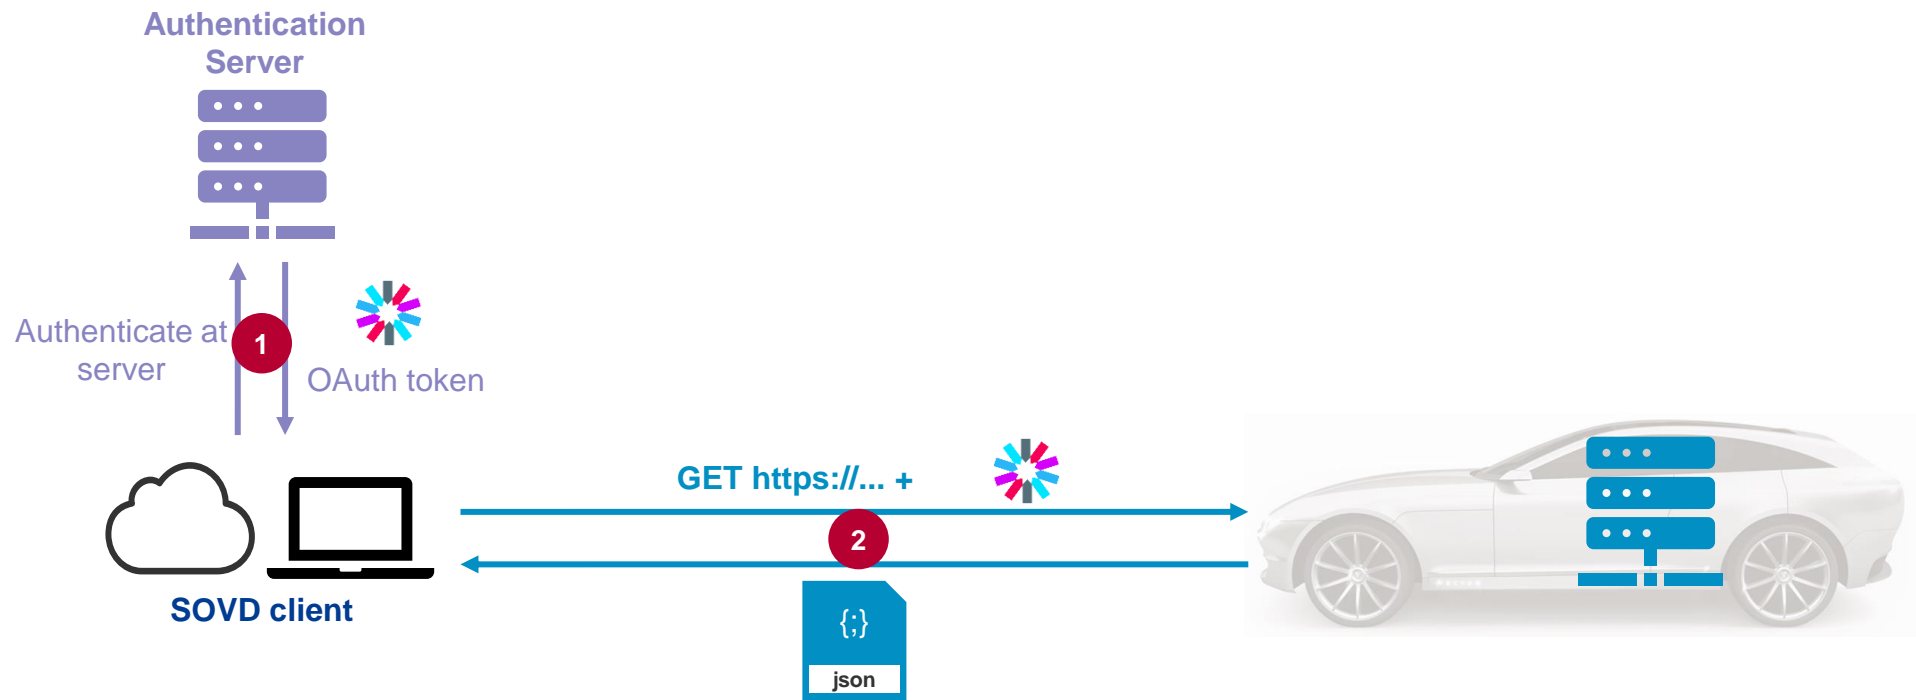 Authentication
Server
Authenticate at
server
1
OAuth token
GET https://... +
2
SOVD client
{;}
json